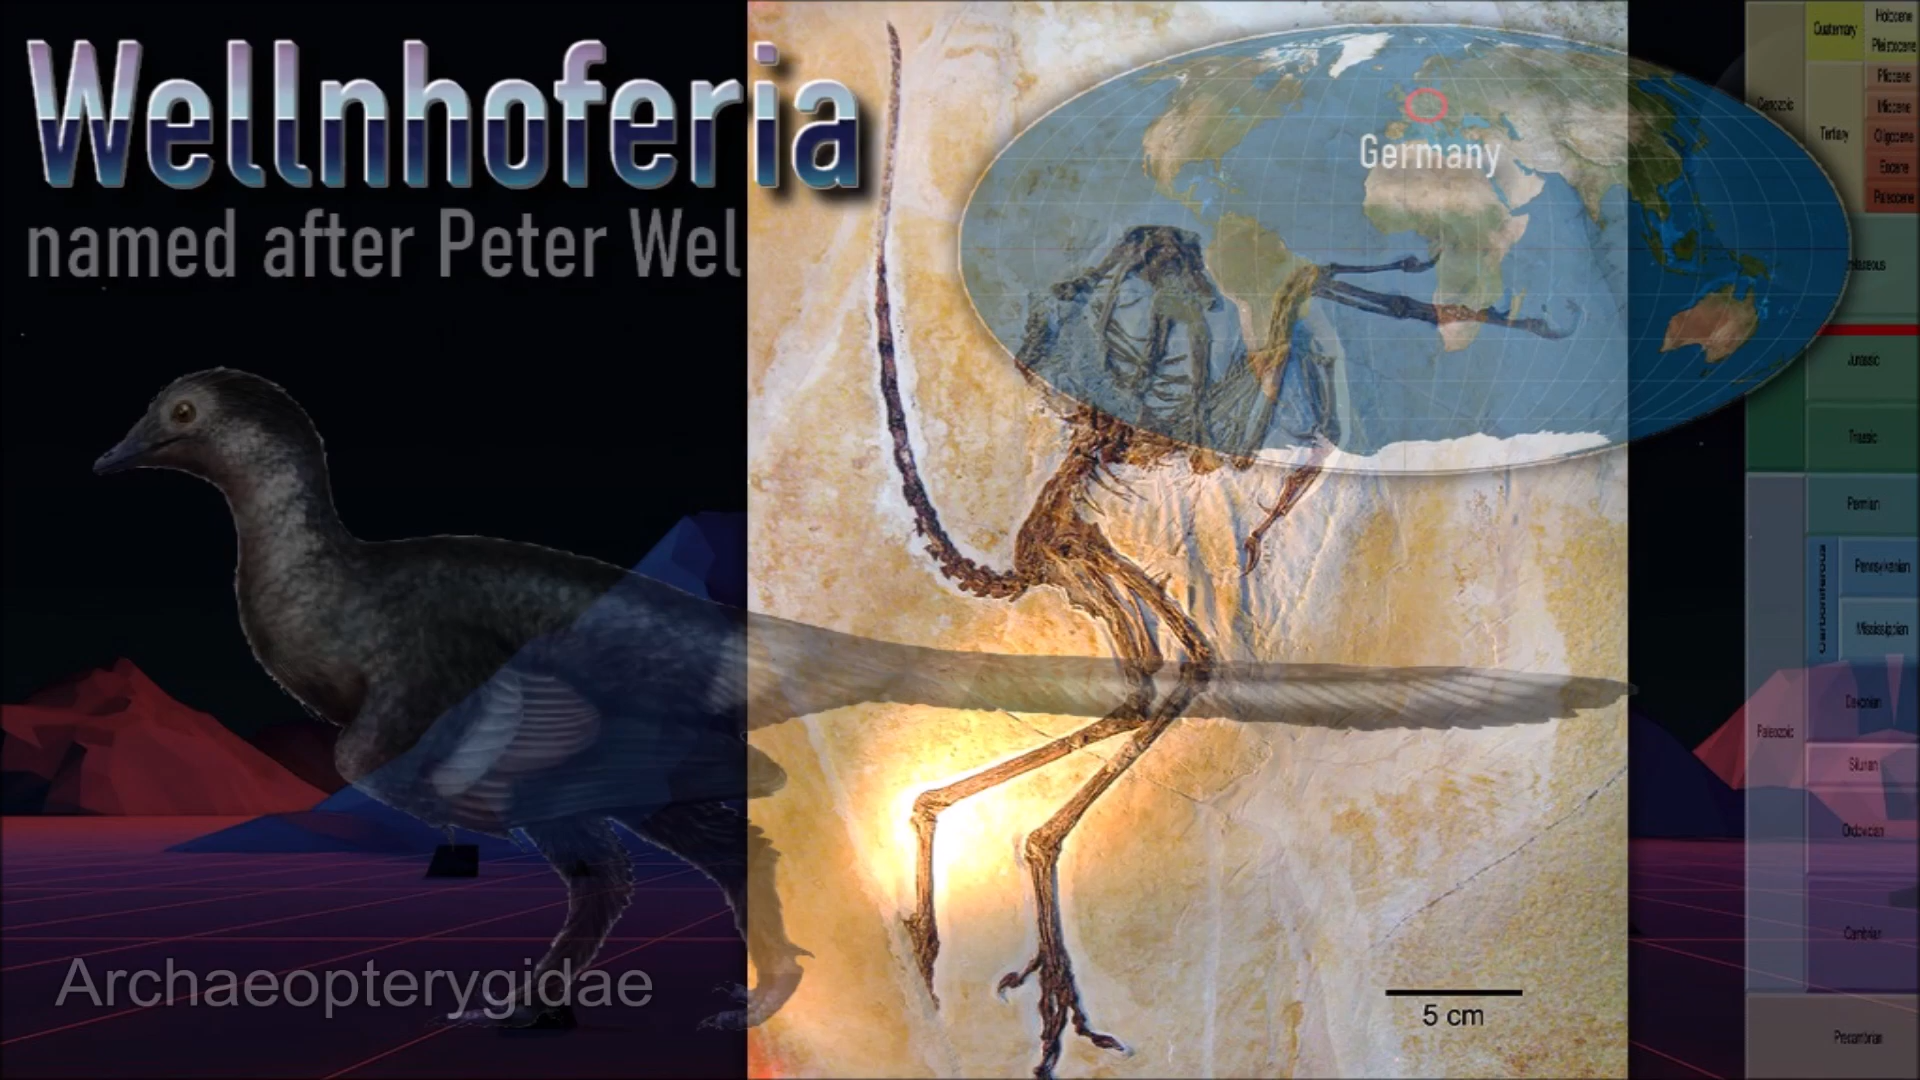 Wellnhoferia
named after Peter Wel
Germany
Archaeopterygidae
5 cm
Quaternary
Holocene
Pleistocene
Cenozoic
Tertiary
Pliocene
Miocene
Oligocene
Eocene
Paleocene
Jurassic
Triassic
Permian
Carboniferous
Pennsylvanian
Mississippian
Paleozoic
Devonian
Silurian
Ordovician
Cambrian
Precambrian